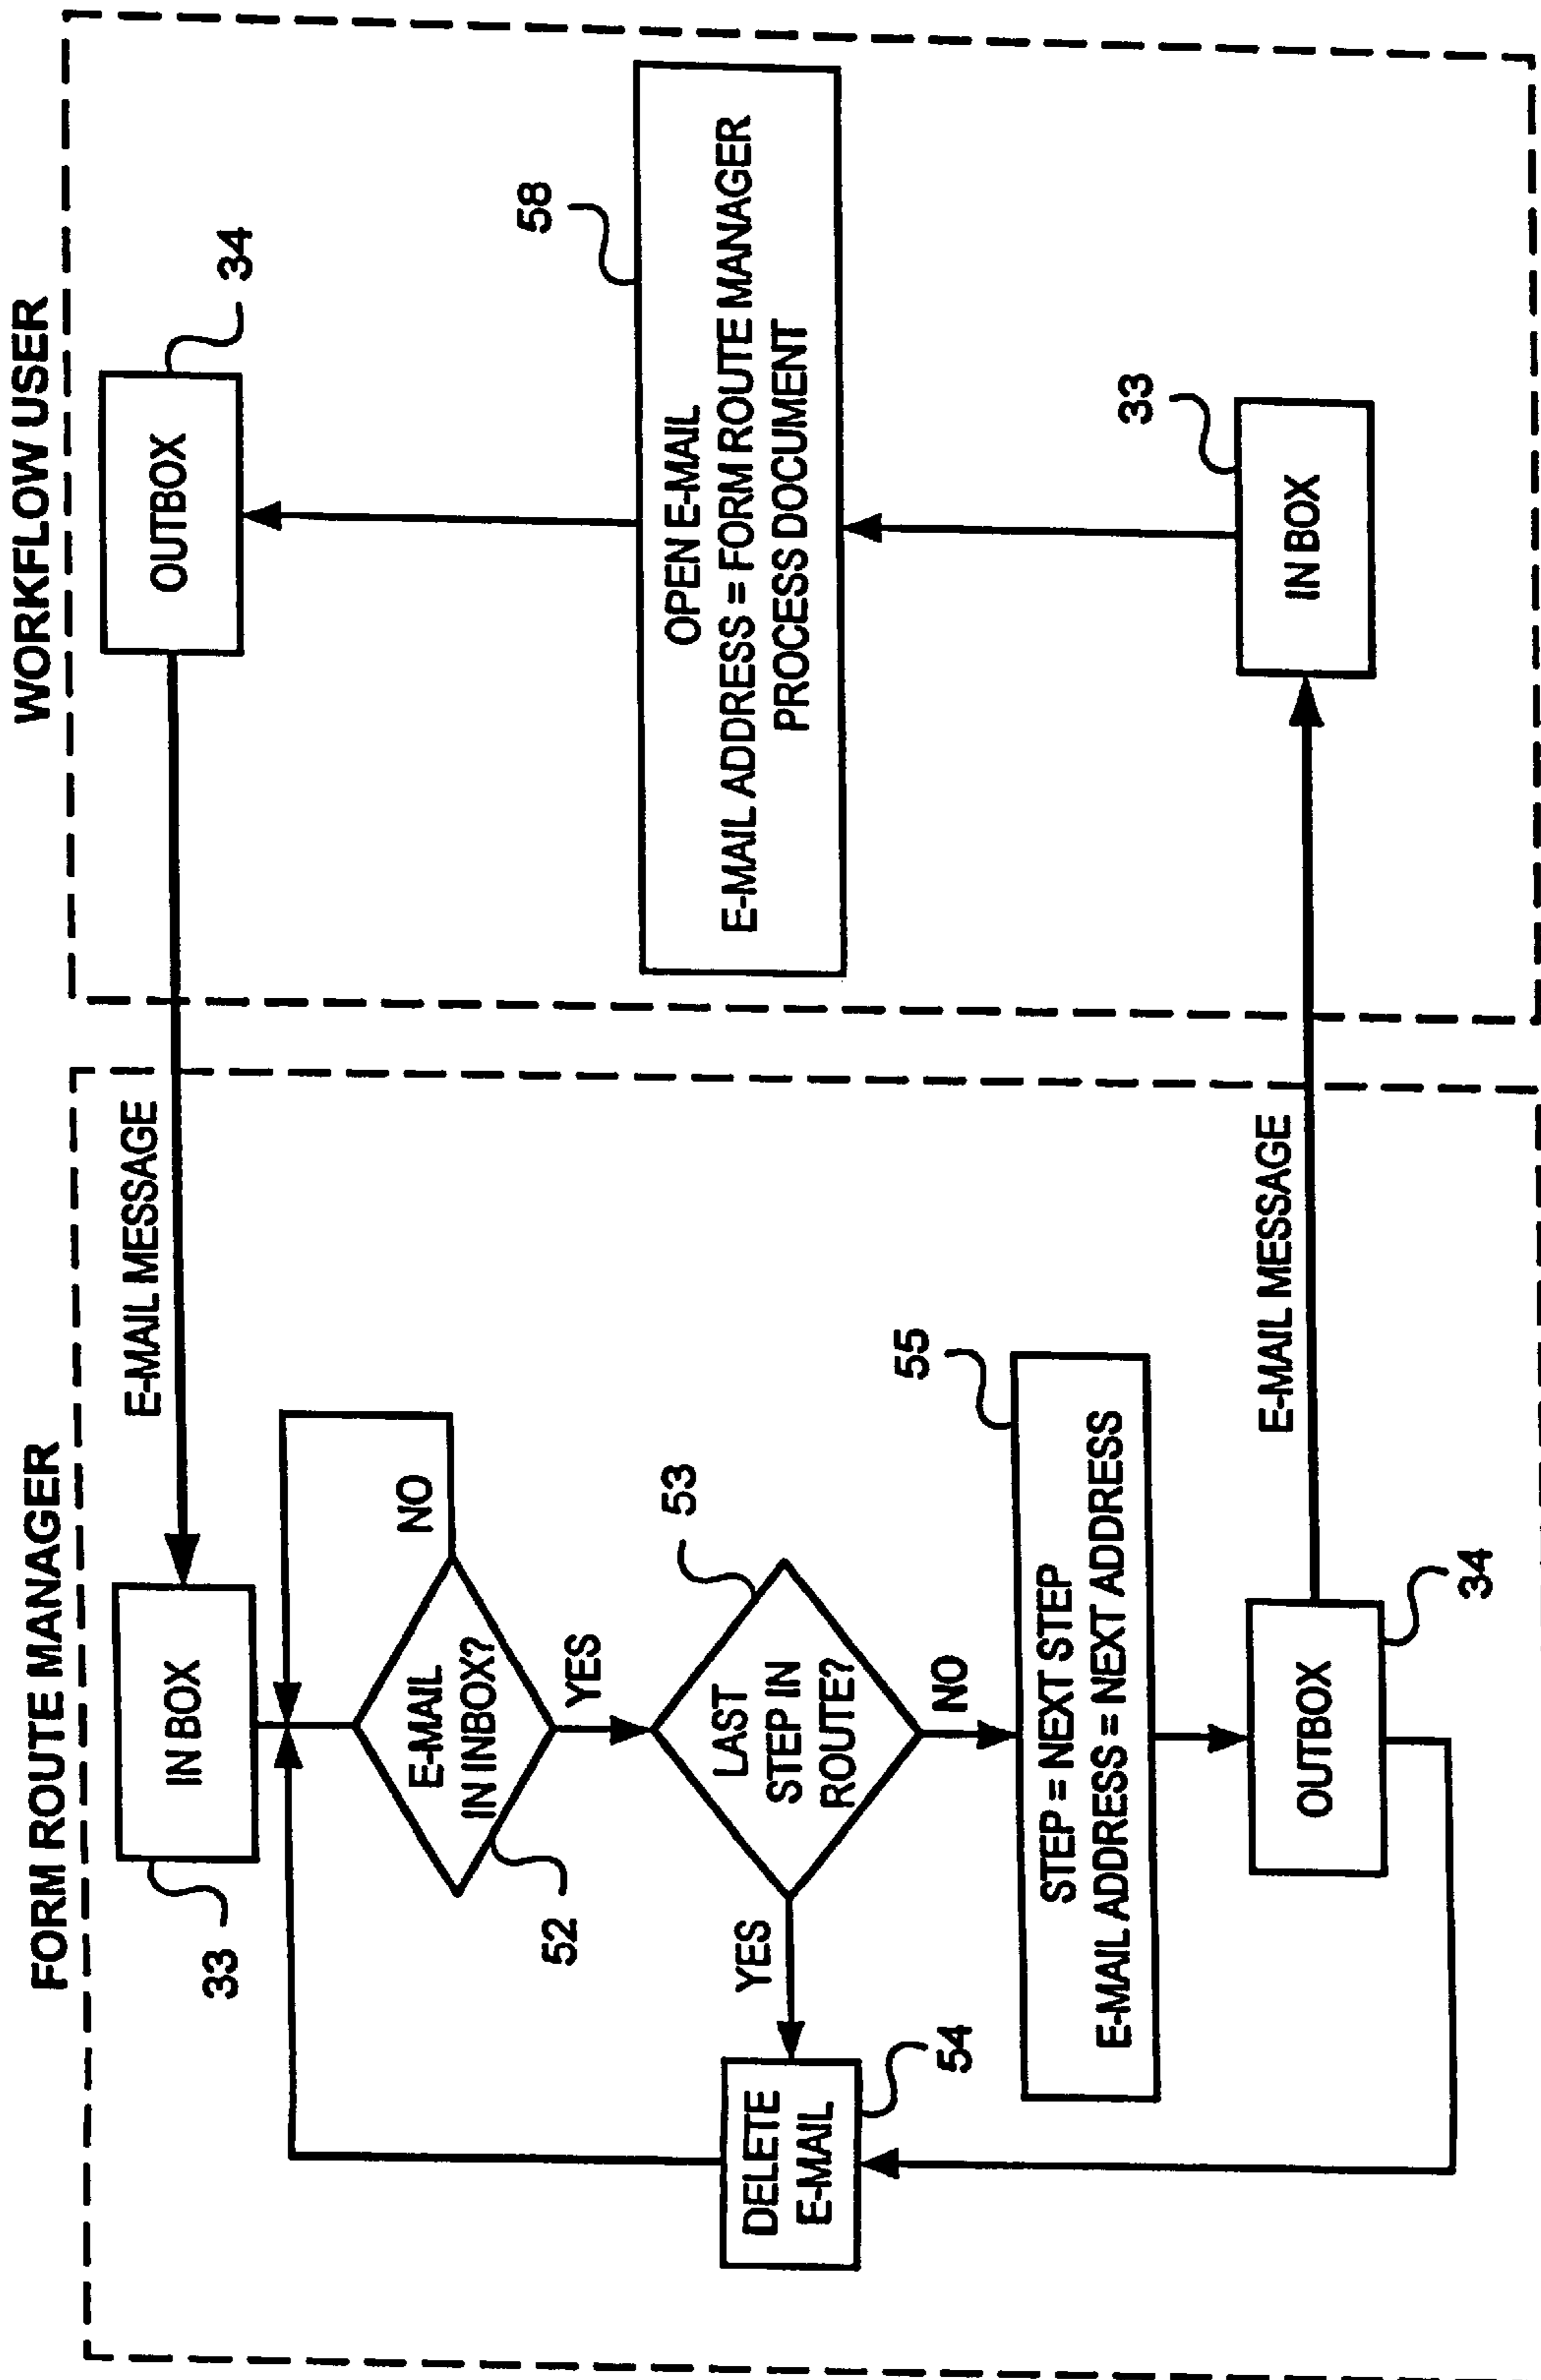 FORM ROUTE MANAGER
IN BOX
33
E-MAIL MESSAGE
NO
E-MAIL
IN INBOX?
52
YES
53
LAST
STEP IN
ROUTE?
YES
NO
DELETE
E-MAIL
54
55
STEP = NEXT STEP
E-MAIL ADDRESS = NEXT ADDRESS
OUTBOX
34
E-MAIL MESSAGE
WORKFLOW USER
OUTBOX
34
58
OPEN E-MAIL
E-MAIL ADDRESS = FORM ROUTE MANAGER
PROCESS DOCUMENT
33
IN BOX